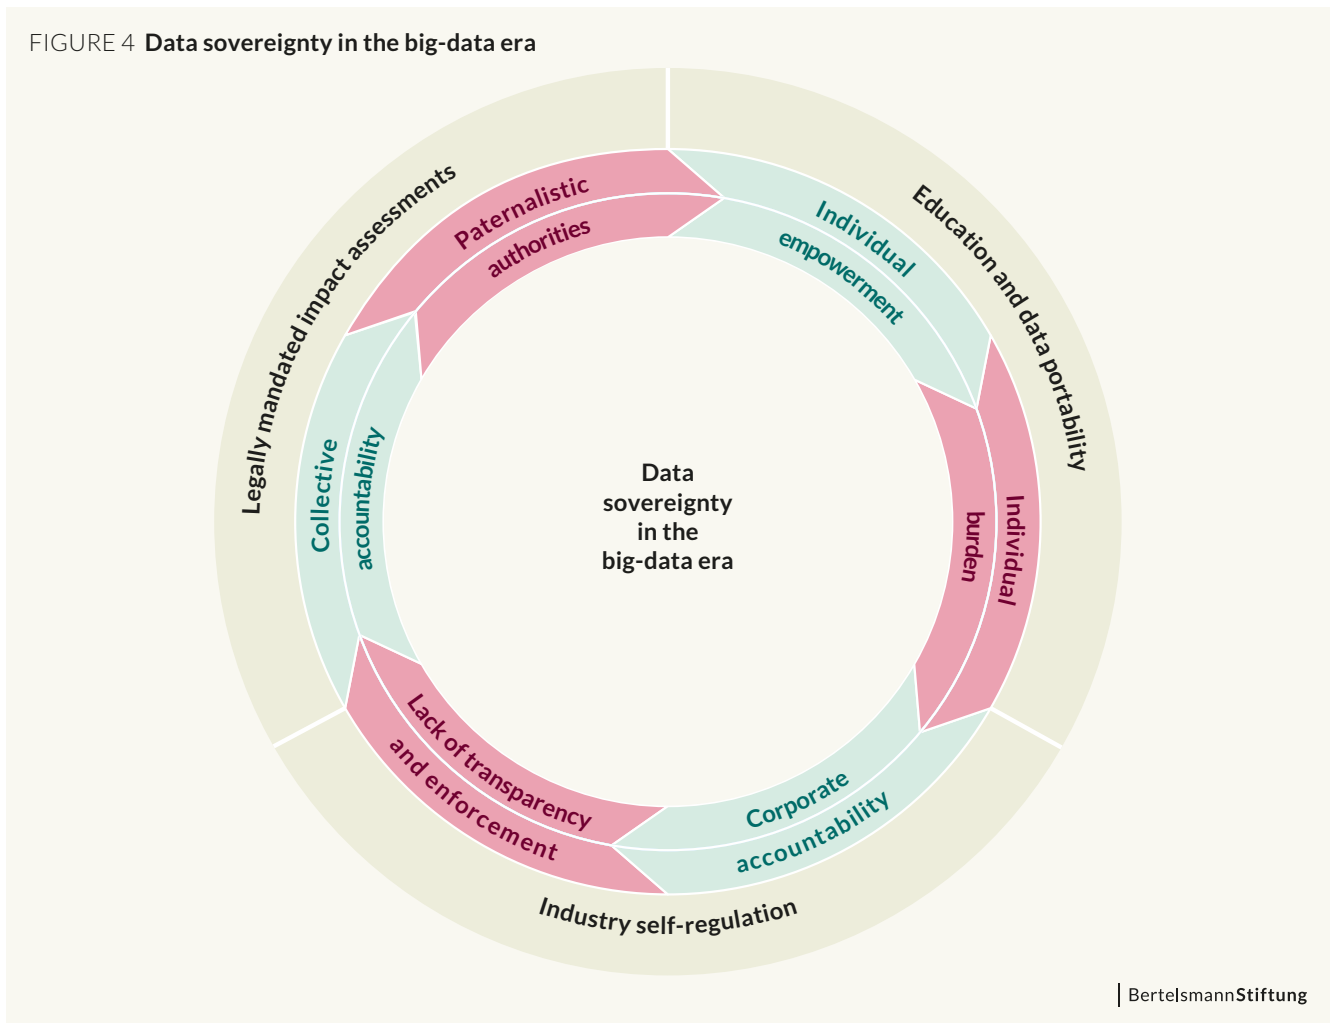 FIGURE 4 Data sovereignty in the big-data era
Legally mandated impact assessments
Education and data portability
Industry self-regulation
Paternalistic
authorities
Individual
empowerment
Individual
burden
Corporate
accountability
Lack of transparency
and enforcement
Collective
accountability
Data
sovereignty
in the
big-data era
BertelsmannStiftung